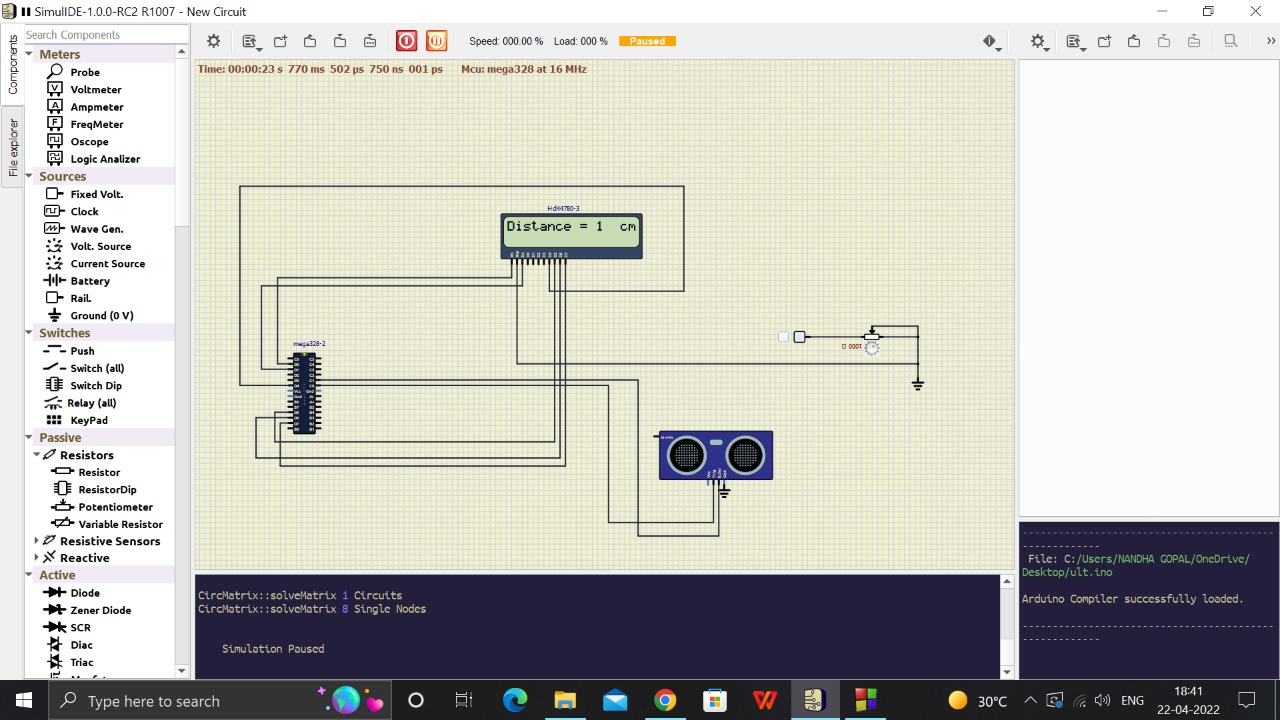 SimulIDE-1.0.0-RC2 R1007 - New Circuit
Components
File explorer
Search Components
Meters
Probe
Voltmeter
Ampmeter
FreqMeter
Oscope
Logic Analizer
Sources
Fixed Volt.
Clock
Wave Gen.
Volt. Source
Current Source
Battery
Rail.
Ground (0 V)
Switches
Push
Switch (all)
Switch Dip
Relay (all)
KeyPad
Passive
Resistors
Resistor
ResistorDip
Potentiometer
Variable Resistor
Resistive Sensors
Reactive
Active
Diode
Zener Diode
SCR
Diac
Triac
Speed: 000.00 % Load: 000 % Paused
Time: 00:00:23 s 770 ms 502 µs 750 ns 001 ps Mcu: mega328 at 16 MHz
Hd44780-3
Distance = 1 cm
mega328-2
1000 Ω
CircMatrix::solveMatrix 1 Circuits
CircMatrix::solveMatrix 8 Single Nodes
Simulation Paused
-----------------------------------------------------
File: C:/Users/NANDHA GOPAL/OneDrive/
Desktop/ult.ino
Arduino Compiler successfully loaded.
-----------------------------------------------------
Type here to search
30°C
ENG
18:41
22-04-2022